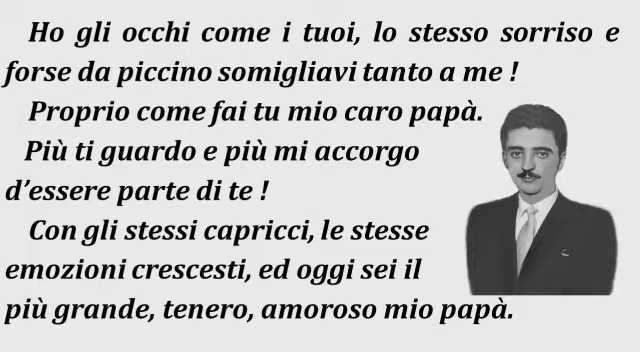 Ho gli occhi come i tuoi, lo stesso sorriso e
forse da piccino somigliavi tanto a me !
Proprio come fai tu mio caro papà.
Più ti guardo e più mi accorgo
d’essere parte di te !
Con gli stessi capricci, le stesse
emozioni crescesti, ed oggi sei il
più grande, tenero, amoroso mio papà.